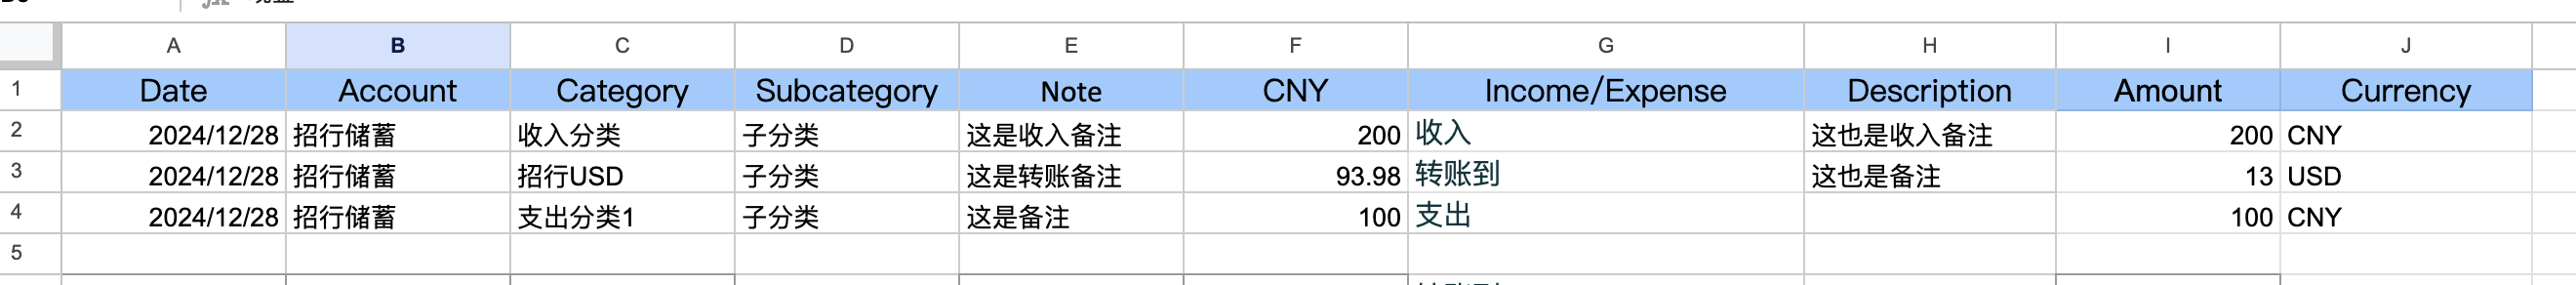 A B C D E F G H I J
1 Date Account Category Subcategory Note CNY Income/Expense Description Amount Currency
2 2024/12/28 招行储蓄 收入分类 子分类 这是收入备注 200 收入 这也是收入备注 200 CNY
3 2024/12/28 招行储蓄 招行USD 子分类 这是转账备注 93.98 转账到 这也是备注 13 USD
4 2024/12/28 招行储蓄 支出分类1 子分类 这是备注 100 支出 100 CNY
5